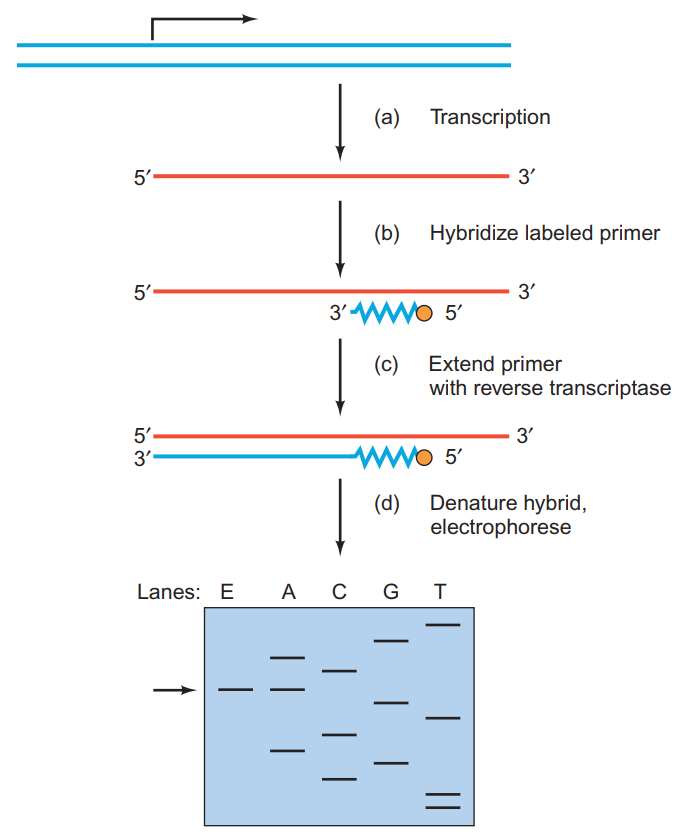 (a) Transcription
5′ 3′
(b) Hybridize labeled primer
5′ 3′
3′ 5′
(c) Extend primer
with reverse transcriptase
5′ 3′
3′ 5′
(d) Denature hybrid,
electrophorese
Lanes: E A C G T